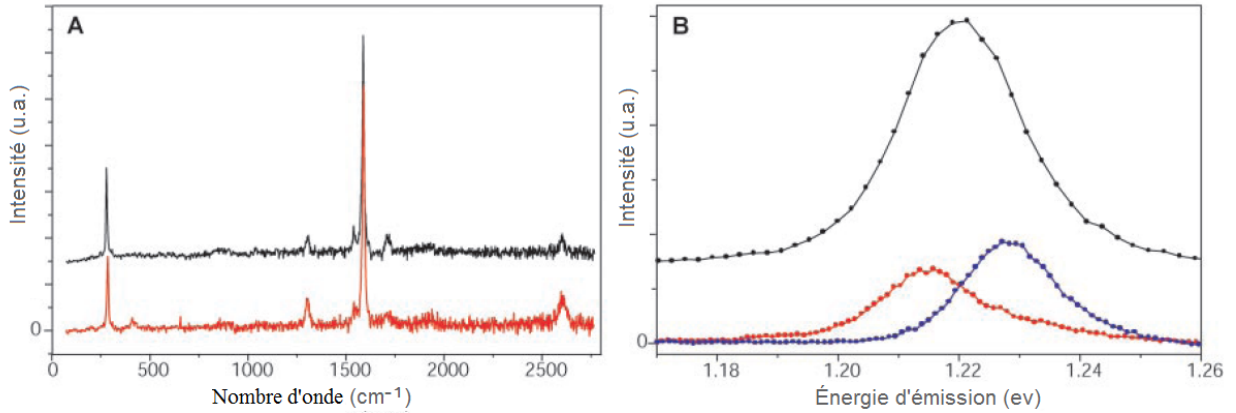 A
Intensité (u.a.)
0
0 500 1000 1500 2000 2500
Nombre d'onde (cm⁻¹)
B
Intensité (u.a.)
0
1.18 1.20 1.22 1.24 1.26
Énergie d'émission (ev)